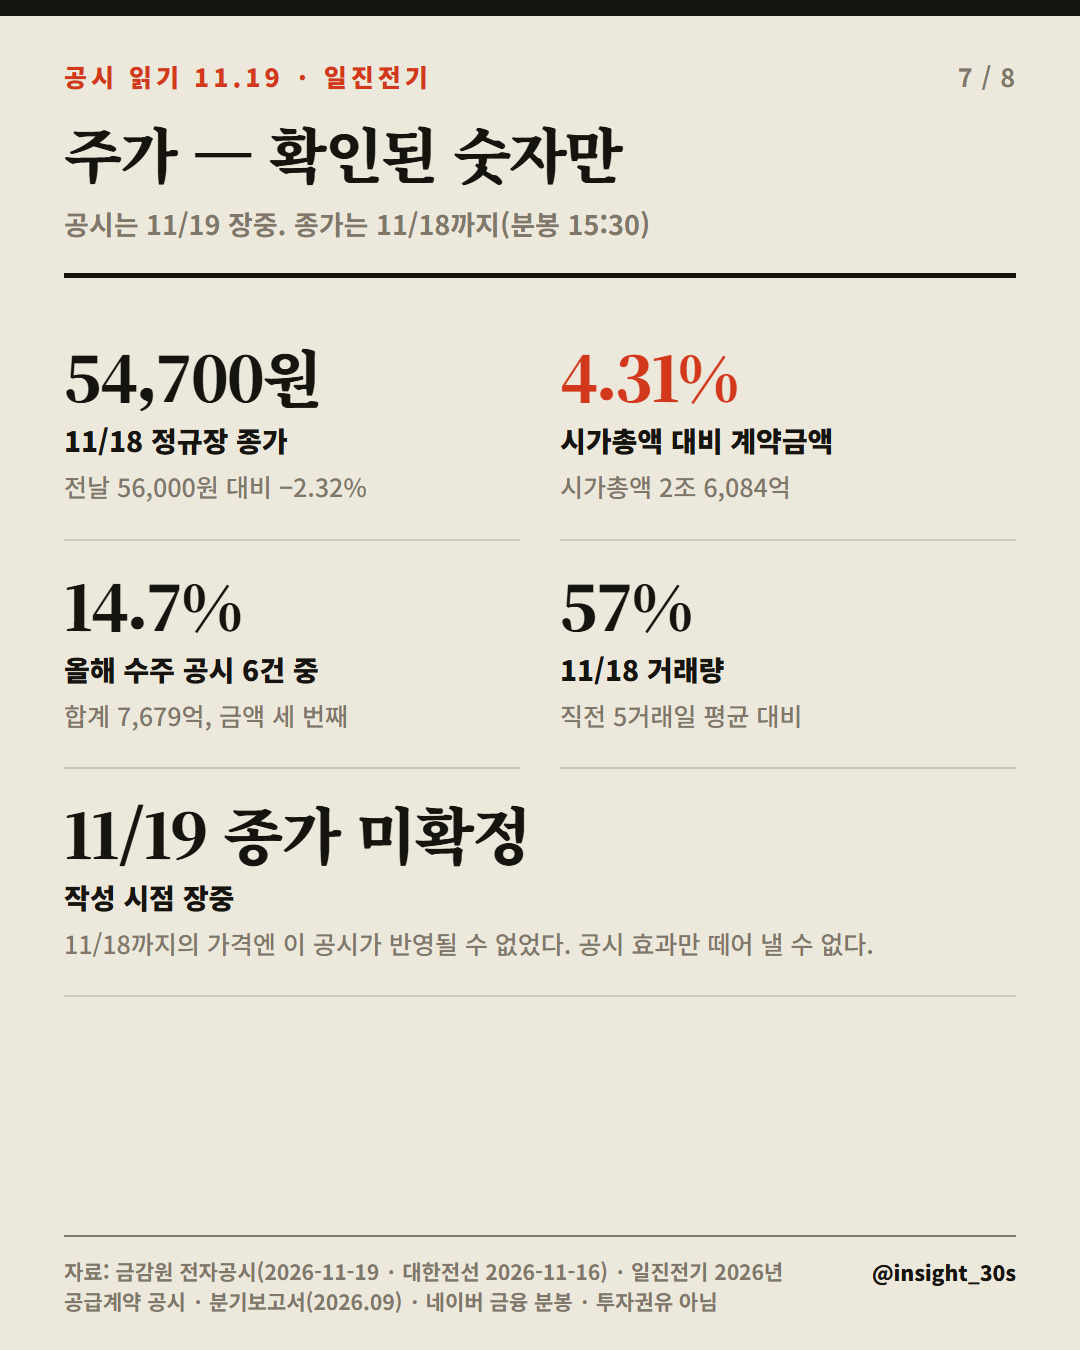 공시 읽기 11.19 · 일진전기
7 / 8
주가 — 확인된 숫자만
공시는 11/19 장중. 종가는 11/18까지(분봉 15:30)
54,700원
11/18 정규장 종가
전날 56,000원 대비 −2.32%
4.31%
시가총액 대비 계약금액
시가총액 2조 6,084억
14.7%
올해 수주 공시 6건 중
합계 7,679억, 금액 세 번째
57%
11/18 거래량
직전 5거래일 평균 대비
11/19 종가 미확정
작성 시점 장중
11/18까지의 가격엔 이 공시가 반영될 수 없었다. 공시 효과만 떼어 낼 수 없다.
자료: 금감원 전자공시(2026-11-19 · 대한전선 2026-11-16) · 일진전기 2026년
공급계약 공시 · 분기보고서(2026.09) · 네이버 금융 분봉 · 투자권유 아님
@insight_30s